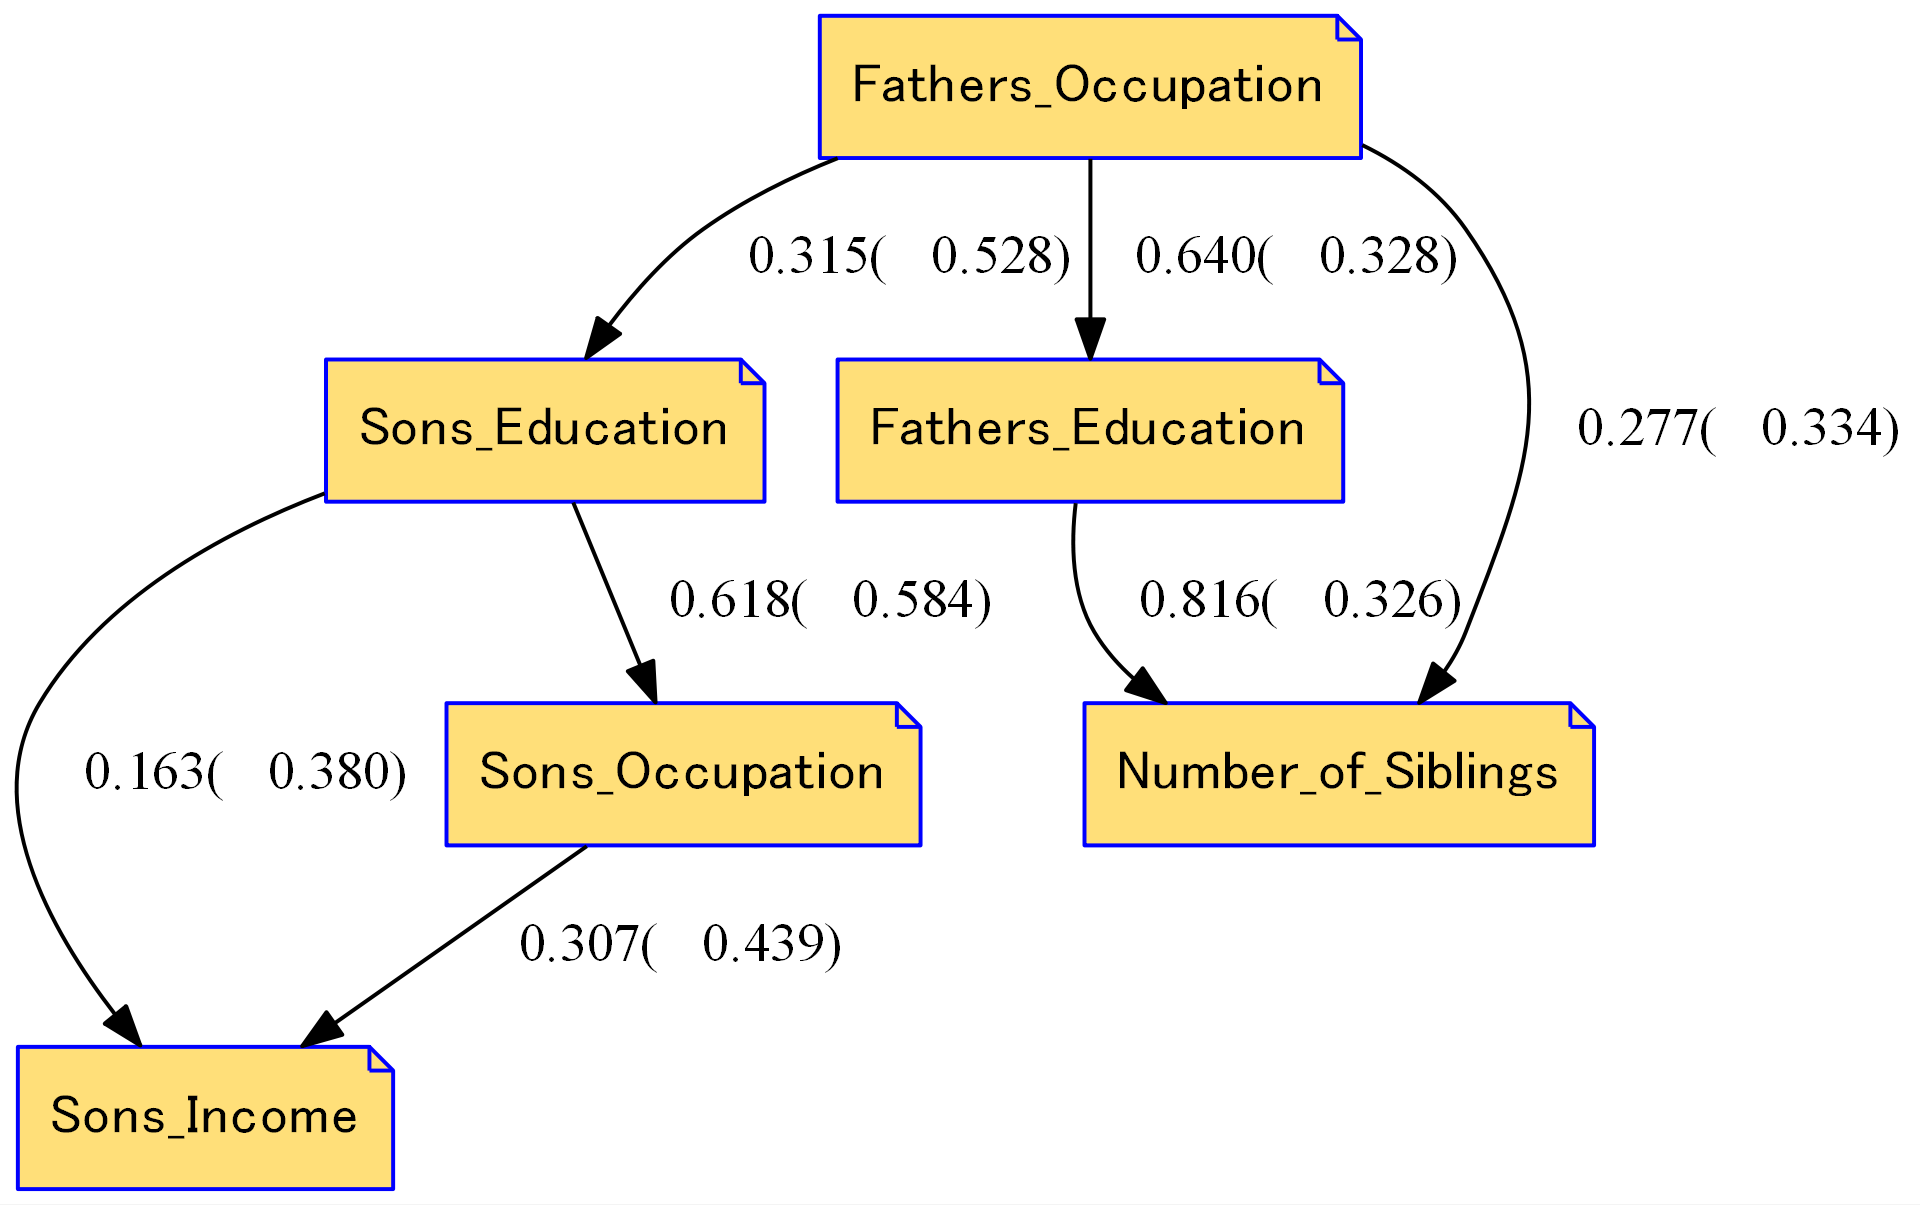 Fathers_Occupation
0.315( 0.528)
0.640( 0.328)
Sons_Education
Fathers_Education
0.277( 0.334)
0.618( 0.584)
0.816( 0.326)
0.163( 0.380)
Sons_Occupation
Number_of_Siblings
0.307( 0.439)
Sons_Income